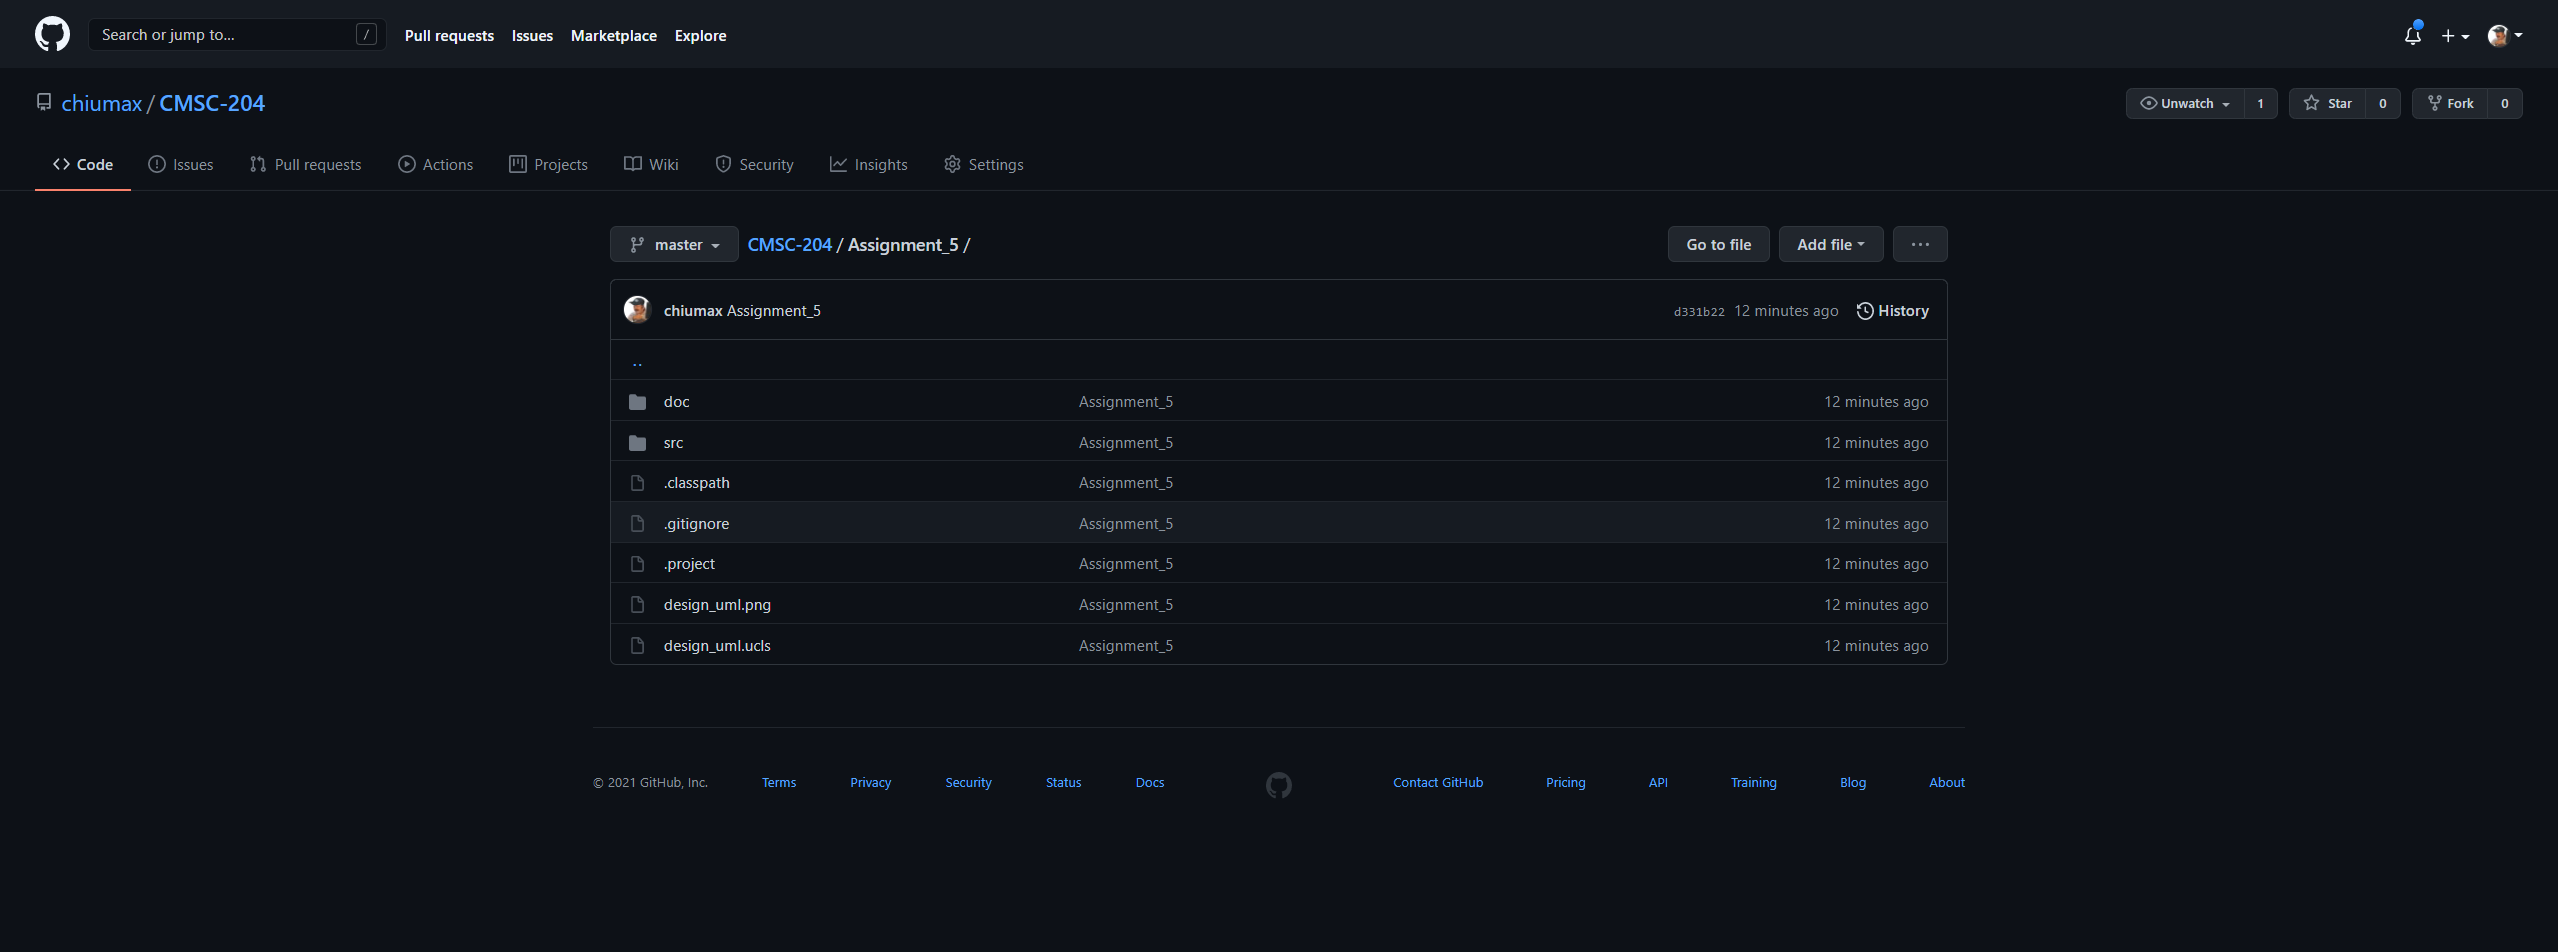 Search or jump to... /
Pull requests Issues Marketplace Explore
chiumax / CMSC-204
Unwatch 1 Star 0 Fork 0
Code Issues Pull requests Actions Projects Wiki Security Insights Settings
master CMSC-204 / Assignment_5 / Go to file Add file ...
chiumax Assignment_5 d331b22 12 minutes ago History
..
doc Assignment_5 12 minutes ago
src Assignment_5 12 minutes ago
.classpath Assignment_5 12 minutes ago
.gitignore Assignment_5 12 minutes ago
.project Assignment_5 12 minutes ago
design_uml.png Assignment_5 12 minutes ago
design_uml.ucls Assignment_5 12 minutes ago
© 2021 GitHub, Inc. Terms Privacy Security Status Docs Contact GitHub Pricing API Training Blog About